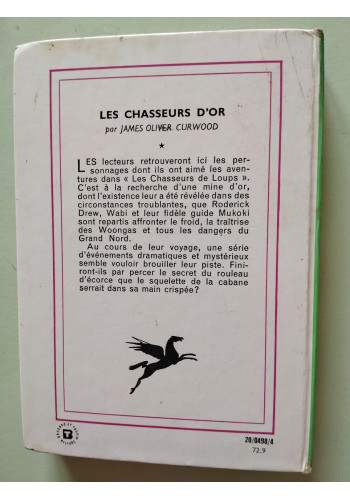 LES CHASSEURS D'OR
par JAMES OLIVER CURWOOD
★
LES lecteurs retrouveront ici les per-
sonnages dont ils ont aimé les aven-
tures dans « Les Chasseurs de Loups ».
C'est à la recherche d'une mine d'or,
dont l'existence leur a été révélée dans des
circonstances troublantes, que Roderick
Drew, Wabi et leur fidèle guide Mukoki
sont repartis affronter le froid, la traîtrise
des Woongas et tous les dangers du
Grand Nord.
Au cours de leur voyage, une série
d'événements dramatiques et mystérieux
semble vouloir brouiller leur piste. Fini-
ront-ils par percer le secret du rouleau
d'écorce que le squelette de la cabane
serrait dans sa main crispée?
20/0498/4
72.9